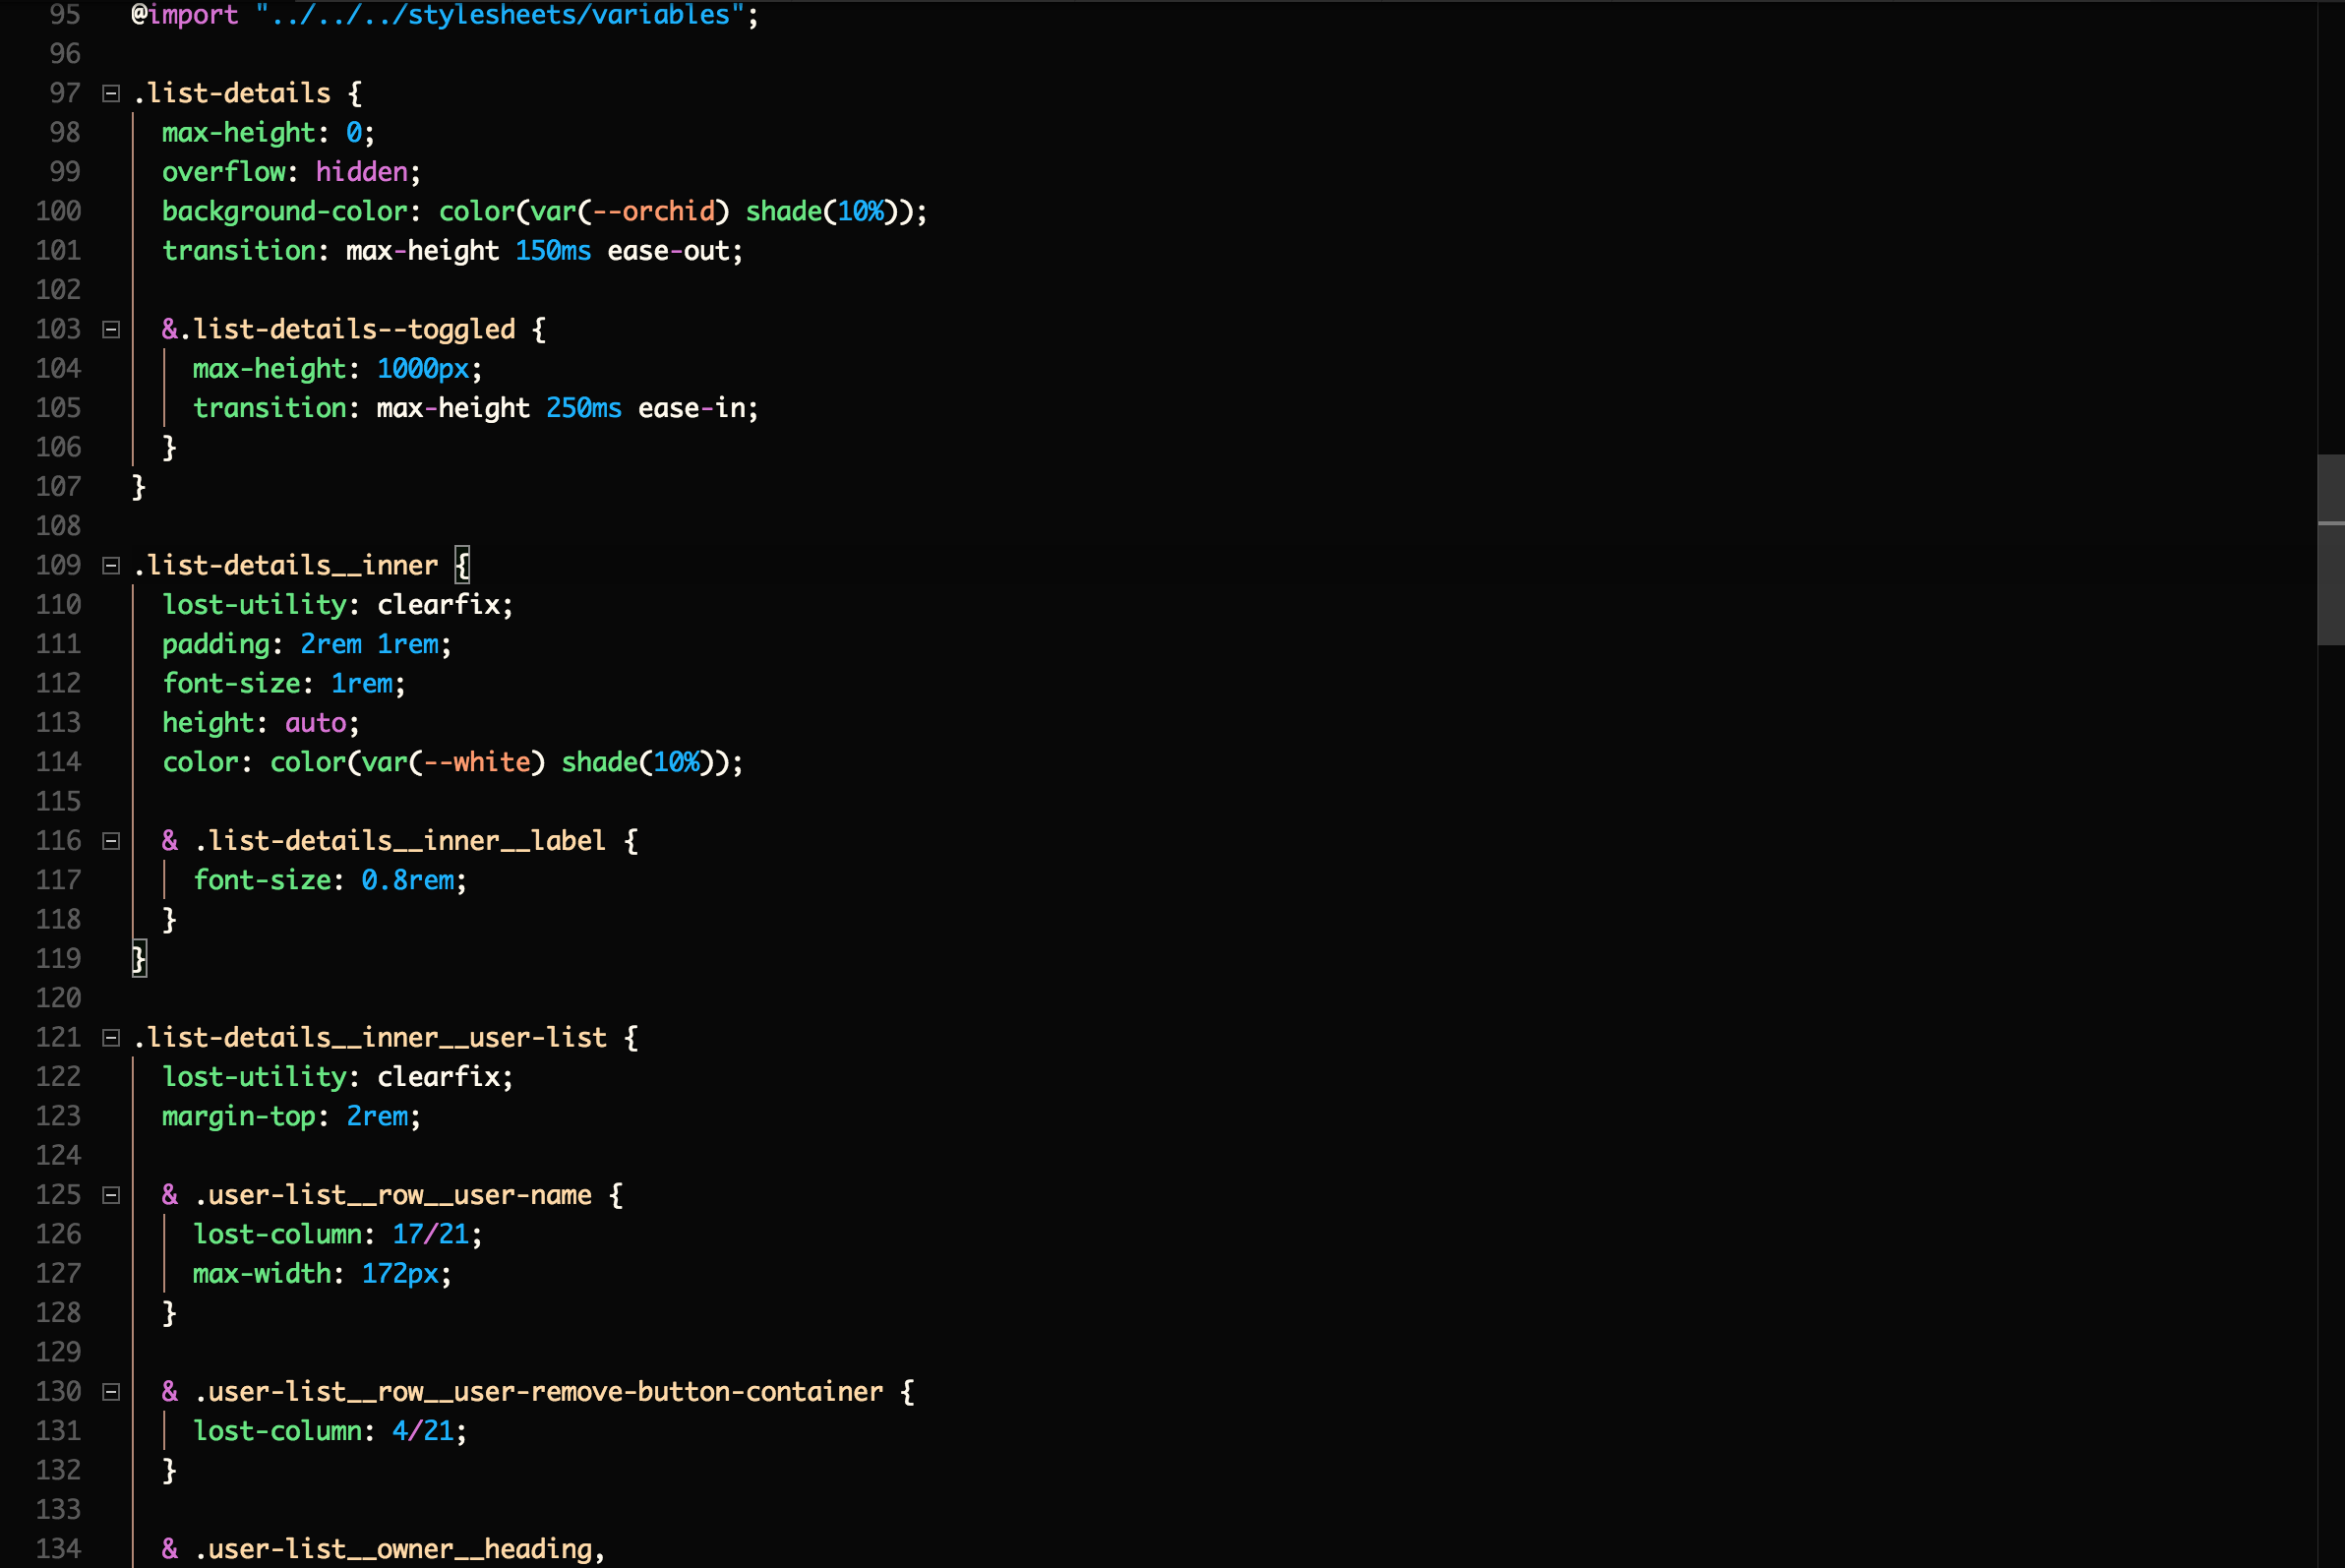 95 @import "../../../stylesheets/variables";
96
97 .list-details {
98 max-height: 0;
99 overflow: hidden;
100 background-color: color(var(--orchid) shade(10%));
101 transition: max-height 150ms ease-out;
102
103 &.list-details--toggled {
104 max-height: 1000px;
105 transition: max-height 250ms ease-in;
106 }
107 }
108
109 .list-details__inner {
110 lost-utility: clearfix;
111 padding: 2rem 1rem;
112 font-size: 1rem;
113 height: auto;
114 color: color(var(--white) shade(10%));
115
116 & .list-details__inner__label {
117 font-size: 0.8rem;
118 }
119 }
120
121 .list-details__inner__user-list {
122 lost-utility: clearfix;
123 margin-top: 2rem;
124
125 & .user-list__row__user-name {
126 lost-column: 17/21;
127 max-width: 172px;
128 }
129
130 & .user-list__row__user-remove-button-container {
131 lost-column: 4/21;
132 }
133
134 & .user-list__owner__heading,